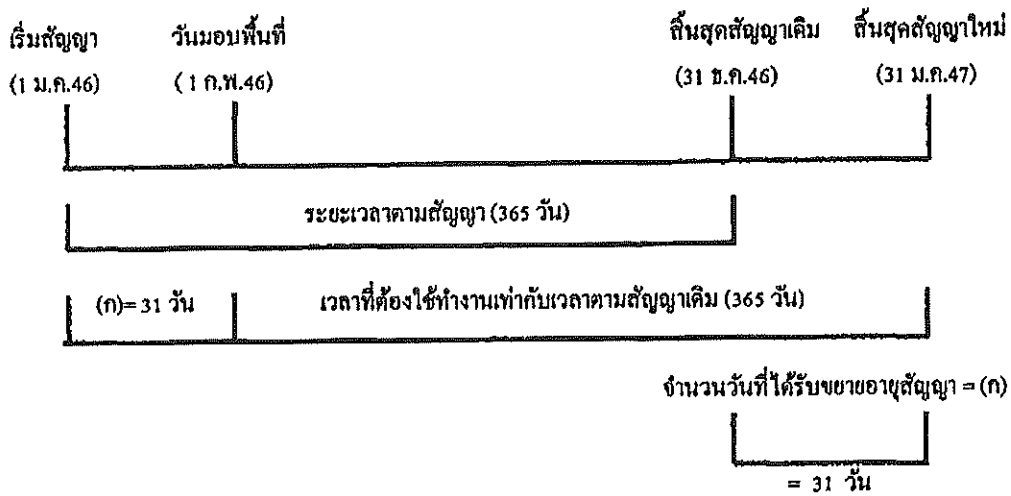 เริ่มสัญญา วันมอบพื้นที่ สิ้นสุดสัญญาเดิม สิ้นสุดสัญญาใหม่
(1 ม.ค.46) ( 1 ก.พ.46) (31 ธ.ค.46) (31 ม.ค.47)
ระยะเวลาตามสัญญา (365 วัน)
(ก)= 31 วัน เวลาที่ต้องใช้ทำงานเท่ากับเวลาตามสัญญาเดิม (365 วัน)
จำนวนวันที่ได้รับขยายอายุสัญญา = (ก)
= 31 วัน